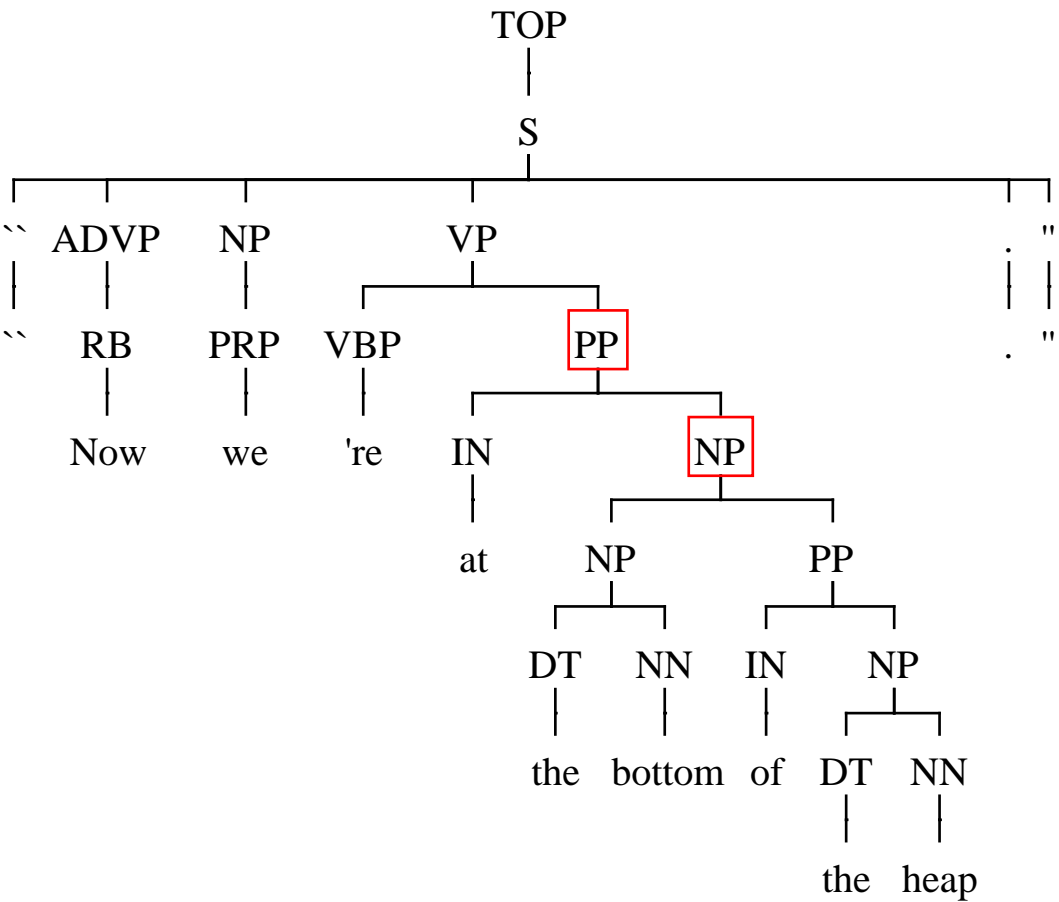 TOP
S
`` ADVP NP VP . "
`` RB PRP VBP PP . "
Now we 're IN NP
at NP PP
DT NN IN NP
the bottom of DT NN
the heap